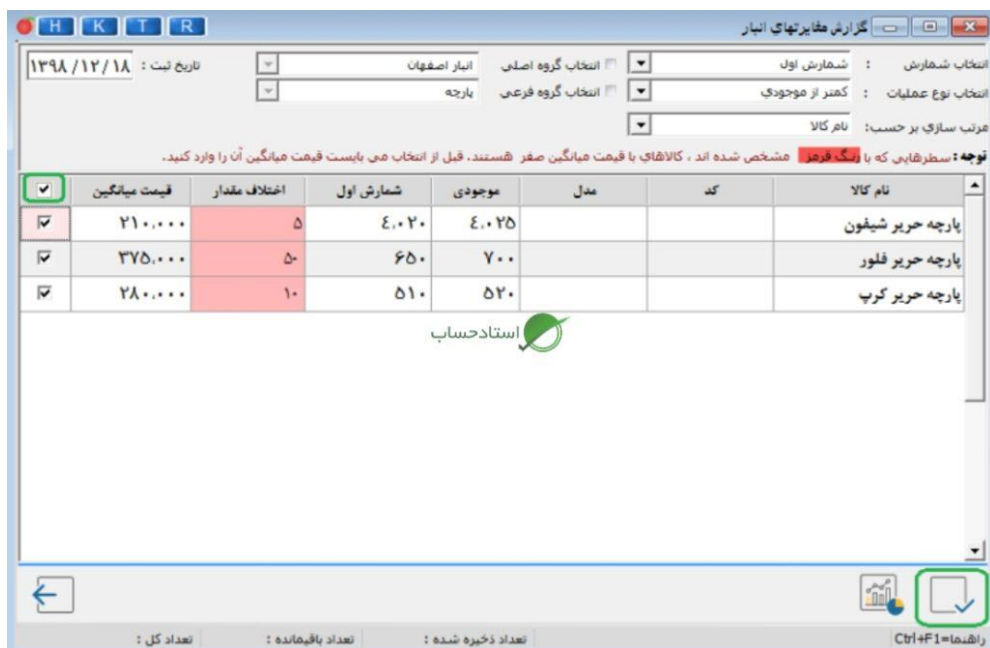 گزارش مغایرتهای انبار
H K T R
انتخاب شمارش : شمارش اول انتخاب گروه اصلی انبار اصفهان تاریخ ثبت : ۱۳۹۸/۱۲/۱۸
انتخاب نوع عملیات : کمتر از موجودی انتخاب گروه فرعی پارچه
مرتب سازی بر حسب: نام کالا
توجه : سطرهایی که با رنگ قرمز مشخص شده اند ، کالاهای با قیمت میانگین صفر هستند. قبل از انتخاب می بایست قیمت میانگین آن را وارد کنید.
نام کالا کد مدل موجودی شمارش اول اختلاف مقدار قیمت میانگین
پارچه حریر شیفون ٤،۰۲۵ ٤،۰۲۰ ۵ ۲۱۰،۰۰۰
پارچه حریر فلور ۷۰۰ ۶۵۰ ۵۰ ۳۷۵،۰۰۰
پارچه حریر کرپ ۵۲۰ ۵۱۰ ۱۰ ۲۸۰،۰۰۰
استادحساب
راهنما=Ctrl+F1 تعداد ذخیره شده : تعداد باقیمانده : تعداد کل :